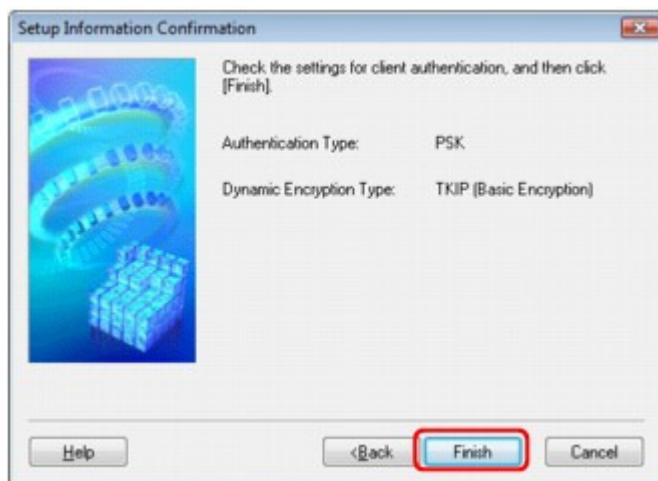 Setup Information Confirmation
Check the settings for client authentication, and then click
[Finish].
Authentication Type: PSK
Dynamic Encryption Type: TKIP (Basic Encryption)
Help <Back Finish Cancel